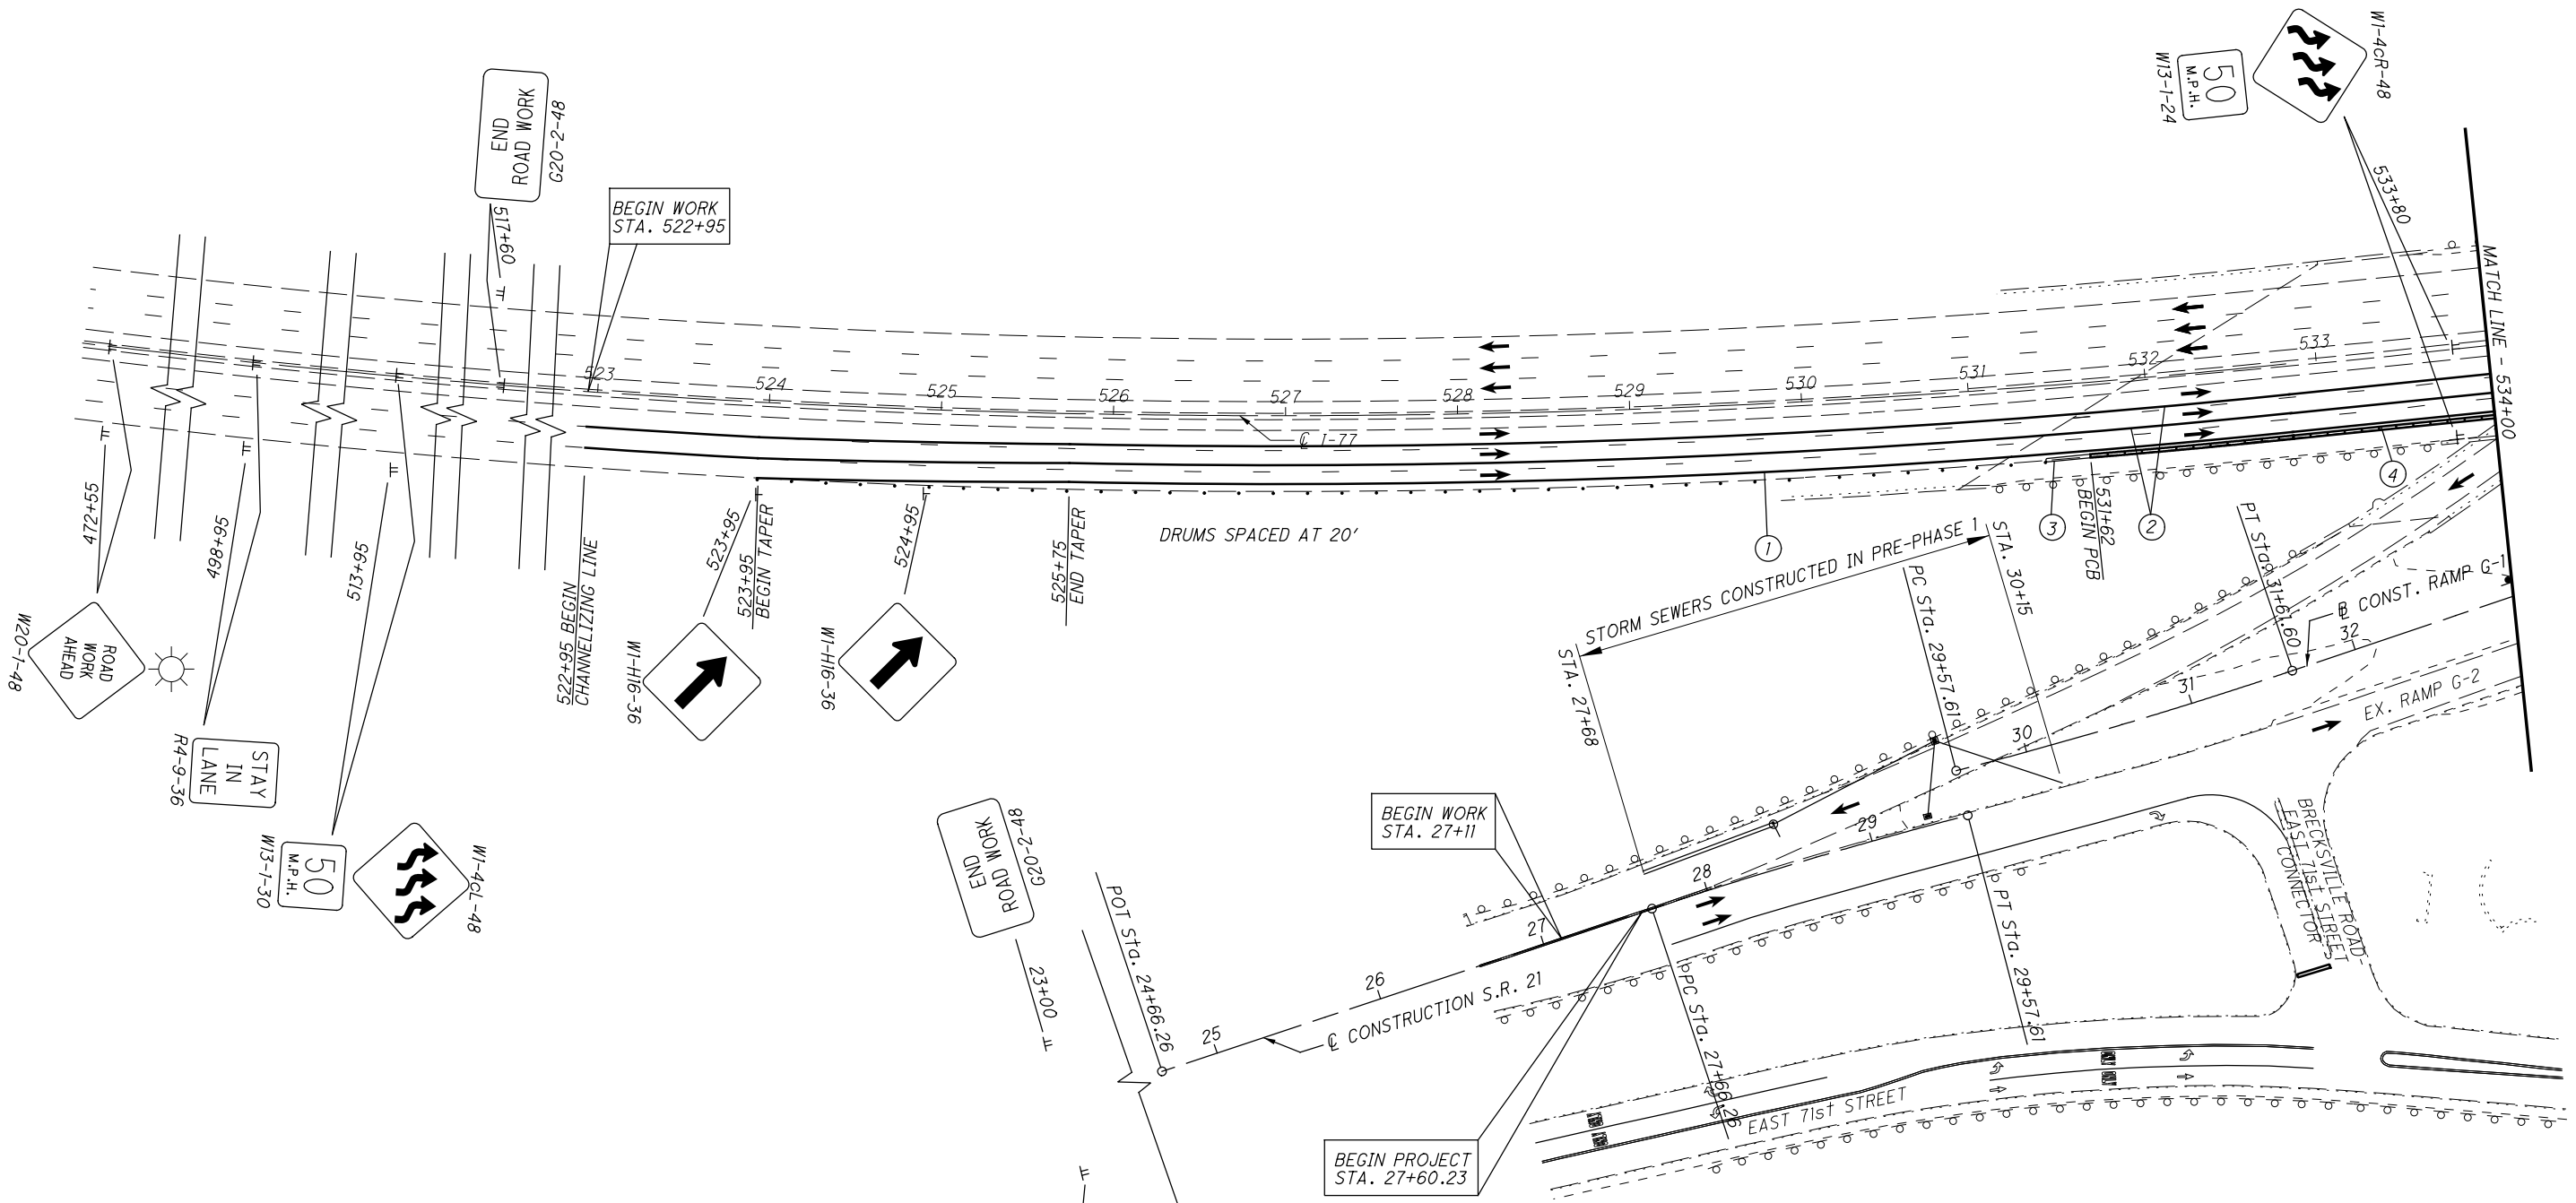 W1-4cR-48
50
M.P.H.
W13-1-24
533+80
MATCH LINE - 534+00
END
ROAD WORK
G20-2-48
517+60
BEGIN WORK
STA. 522+95
523
524
525
526
527
528
529
530
531
532
533
℄ I-77
472+55
498+95
513+95
522+95 BEGIN
CHANNELIZING LINE
523+95
523+95
BEGIN TAPER
524+95
525+75
END TAPER
DRUMS SPACED AT 20'
1
3
531+62
BEGIN PCB
2
4
W20-1-48
ROAD
WORK
AHEAD
STAY
IN
LANE
R4-9-36
50
M.P.H.
W13-1-30
W1-4cL-48
W1-H16-36
W1-H16-36
STORM SEWERS CONSTRUCTED IN PRE-PHASE 1
STA. 27+68
STA. 30+15
PC Sta. 29+57.61
PT Sta. 31+61.60
℄ CONST. RAMP G-1
EX. RAMP G-2
32
31
30
29
28
27
26
25
BEGIN WORK
STA. 27+11
END
ROAD WORK
G20-2-48
23+00
POT Sta. 24+66.26
℄ CONSTRUCTION S.R. 21
PC Sta. 27+66.26
PT Sta. 29+57.61
BRECKSVILLE ROAD-
EAST 71st STREET
CONNECTOR
EAST 71st STREET
BEGIN PROJECT
STA. 27+60.23